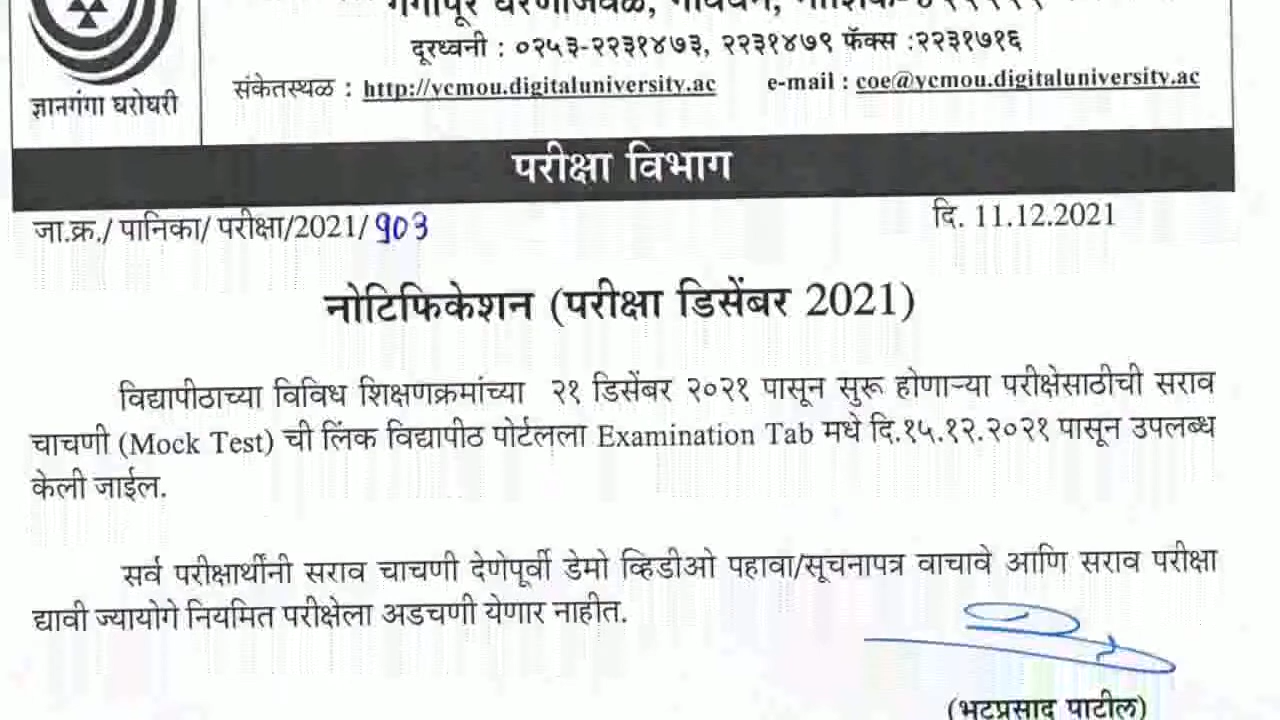 दूरध्वनी : ०२५३-२२३१४७३, २२३१४७९ फॅक्स :२२३१७१६
संकेतस्थळ : http://ycmou.digitaluniversity.ac e-mail : coe@ycmou.digitaluniversity.ac
ज्ञानगंगा घरोघरी
परीक्षा विभाग
जा.क्र./ पानिका/ परीक्षा/2021/ 903
दि. 11.12.2021
नोटिफिकेशन (परीक्षा डिसेंबर 2021)
विद्यापीठाच्या विविध शिक्षणक्रमांच्या २१ डिसेंबर २०२१ पासून सुरू होणाऱ्या परीक्षेसाठीची सराव
चाचणी (Mock Test) ची लिंक विद्यापीठ पोर्टलला Examination Tab मधे दि.१५.१२.२०२१ पासून उपलब्ध
केली जाईल.
सर्व परीक्षार्थींनी सराव चाचणी देणेपूर्वी डेमो व्हिडीओ पहावा/सूचनापत्र वाचावे आणि सराव परीक्षा
द्यावी ज्यायोगे नियमित परीक्षेला अडचणी येणार नाहीत.
(भटप्रसाद पाटील)